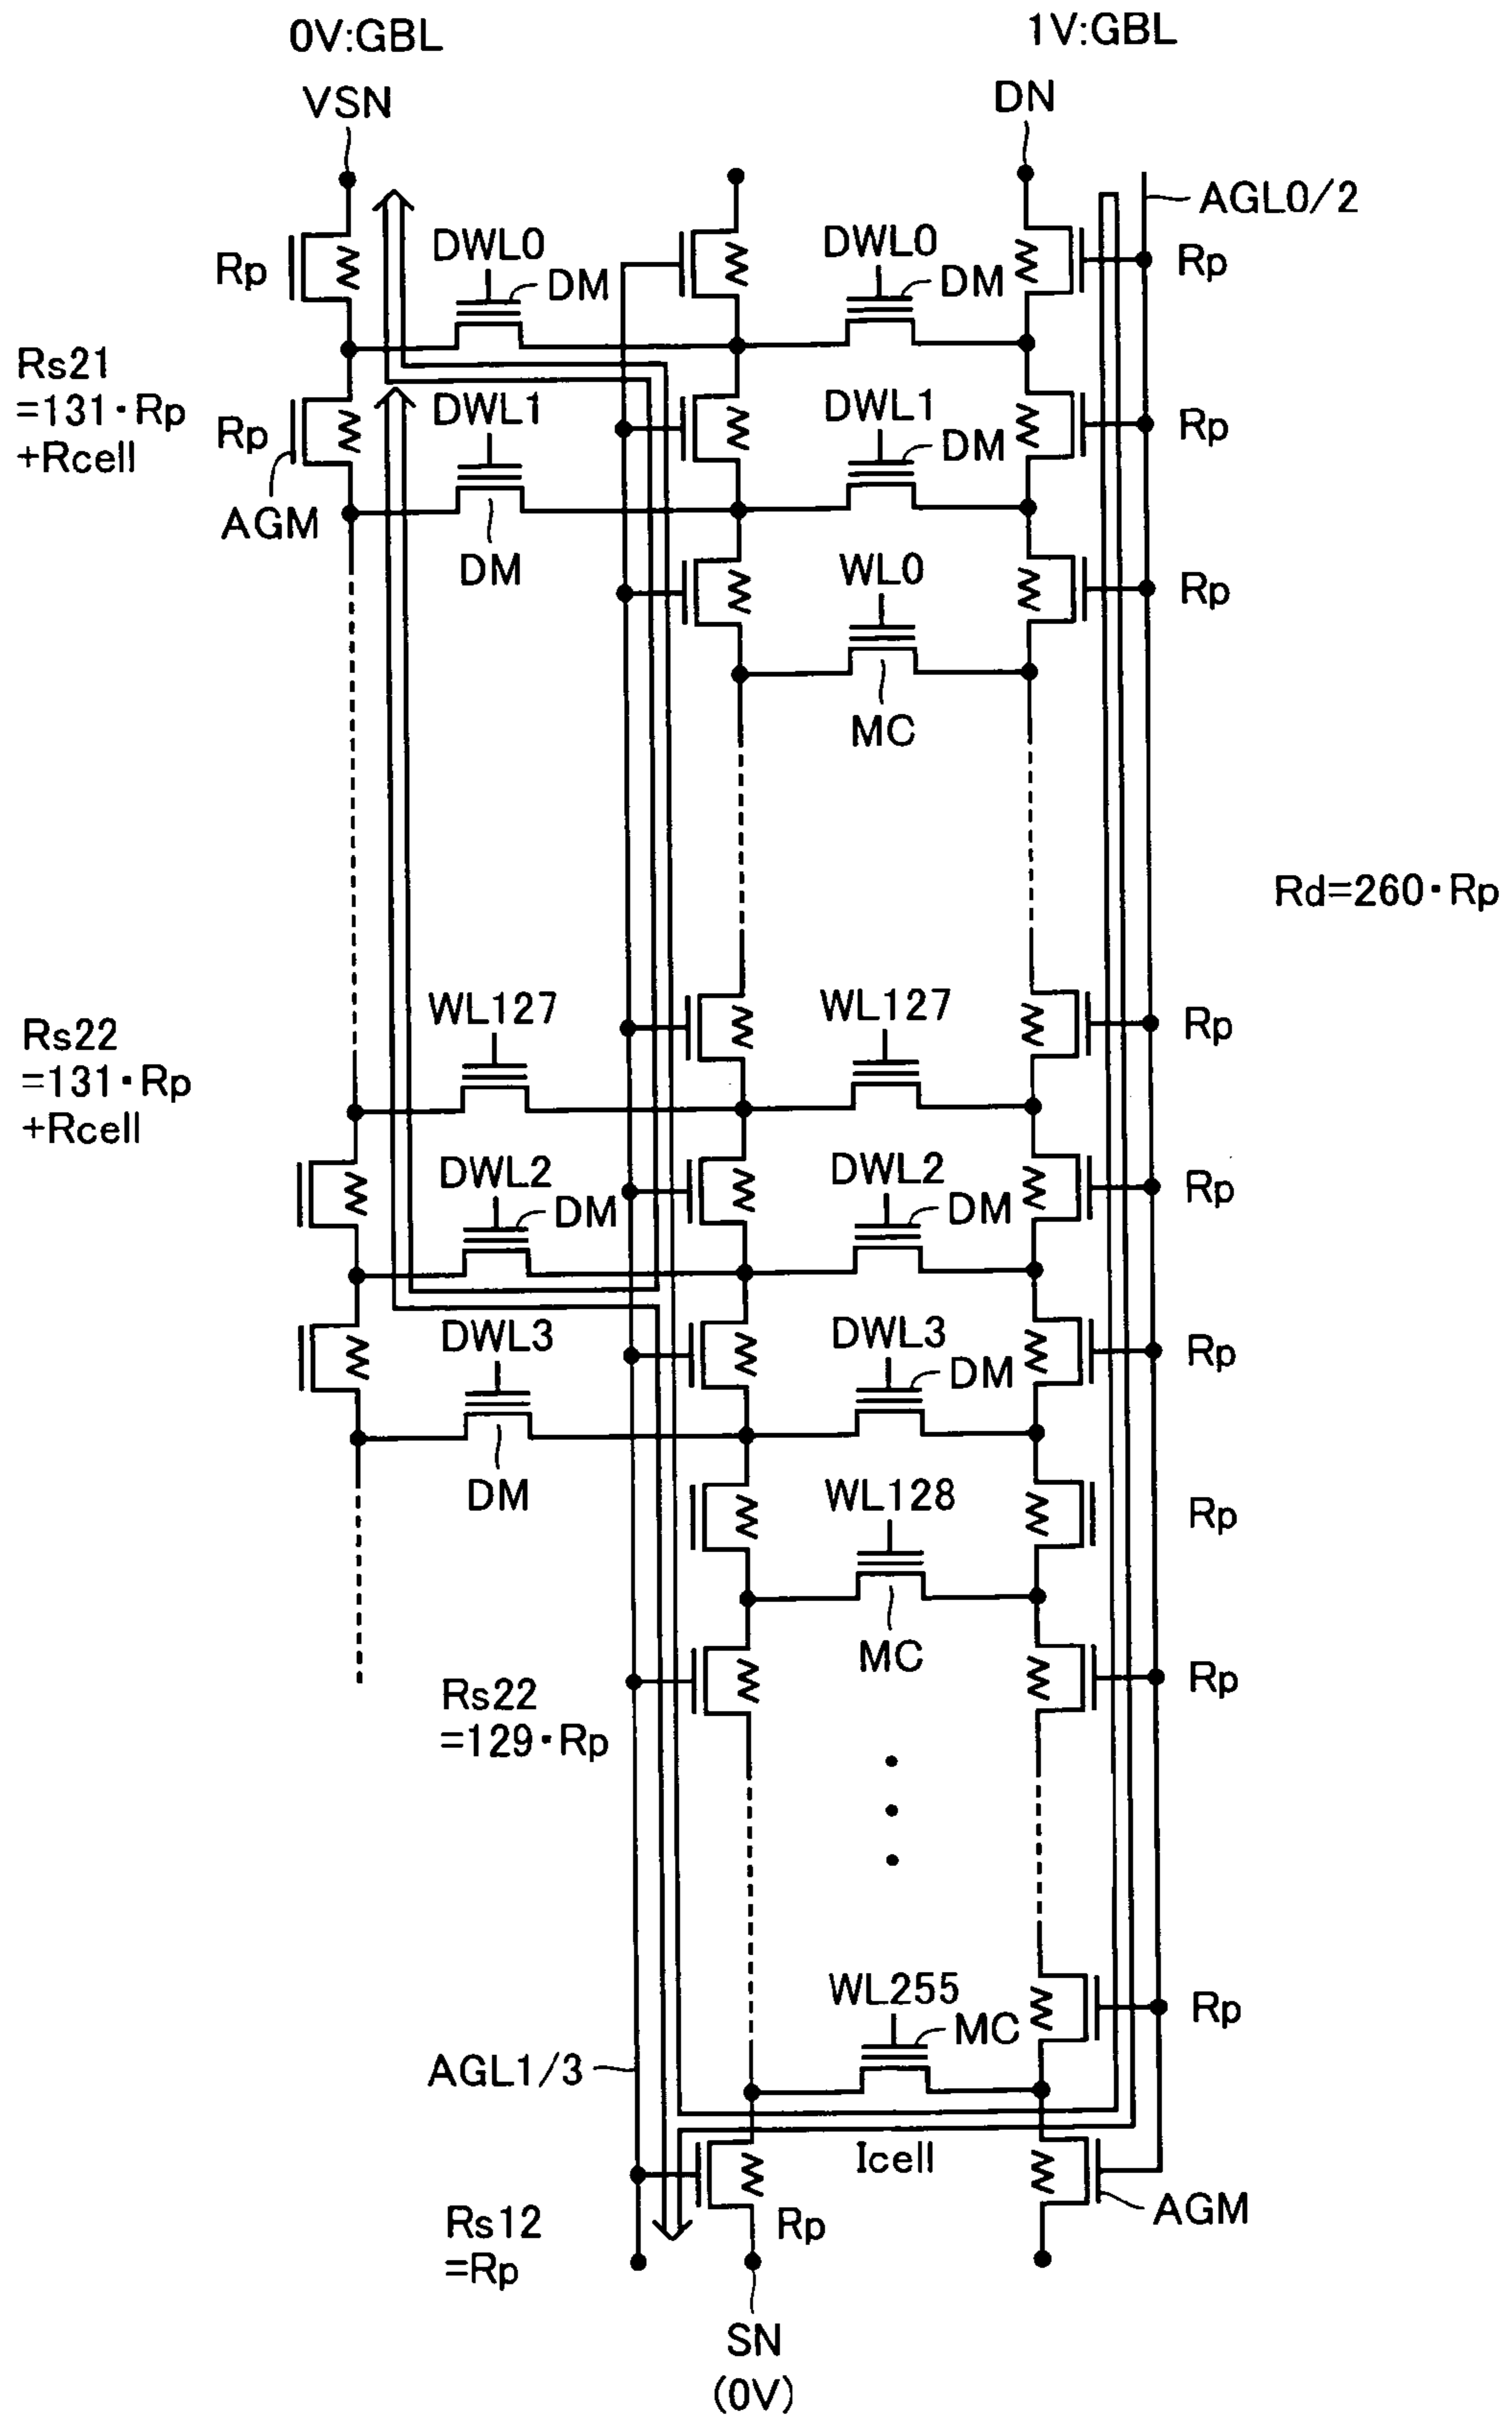 0V:GBL
1V:GBL
VSN
DN
AGL0/2
Rp
DWL0
DM
DWL0
DM
Rp
Rs21
=131・Rp
+Rcell
Rp
DWL1
DWL1
DM
Rp
AGM
DM
WL0
Rp
MC
Rd=260・Rp
Rs22
=131・Rp
+Rcell
WL127
WL127
Rp
DWL2
DM
DWL2
DM
Rp
DWL3
DWL3
DM
Rp
DM
WL128
Rp
MC
Rs22
=129・Rp
Rp
WL255
MC
Rp
AGL1/3
Icell
AGM
Rs12
=Rp
Rp
SN
(0V)